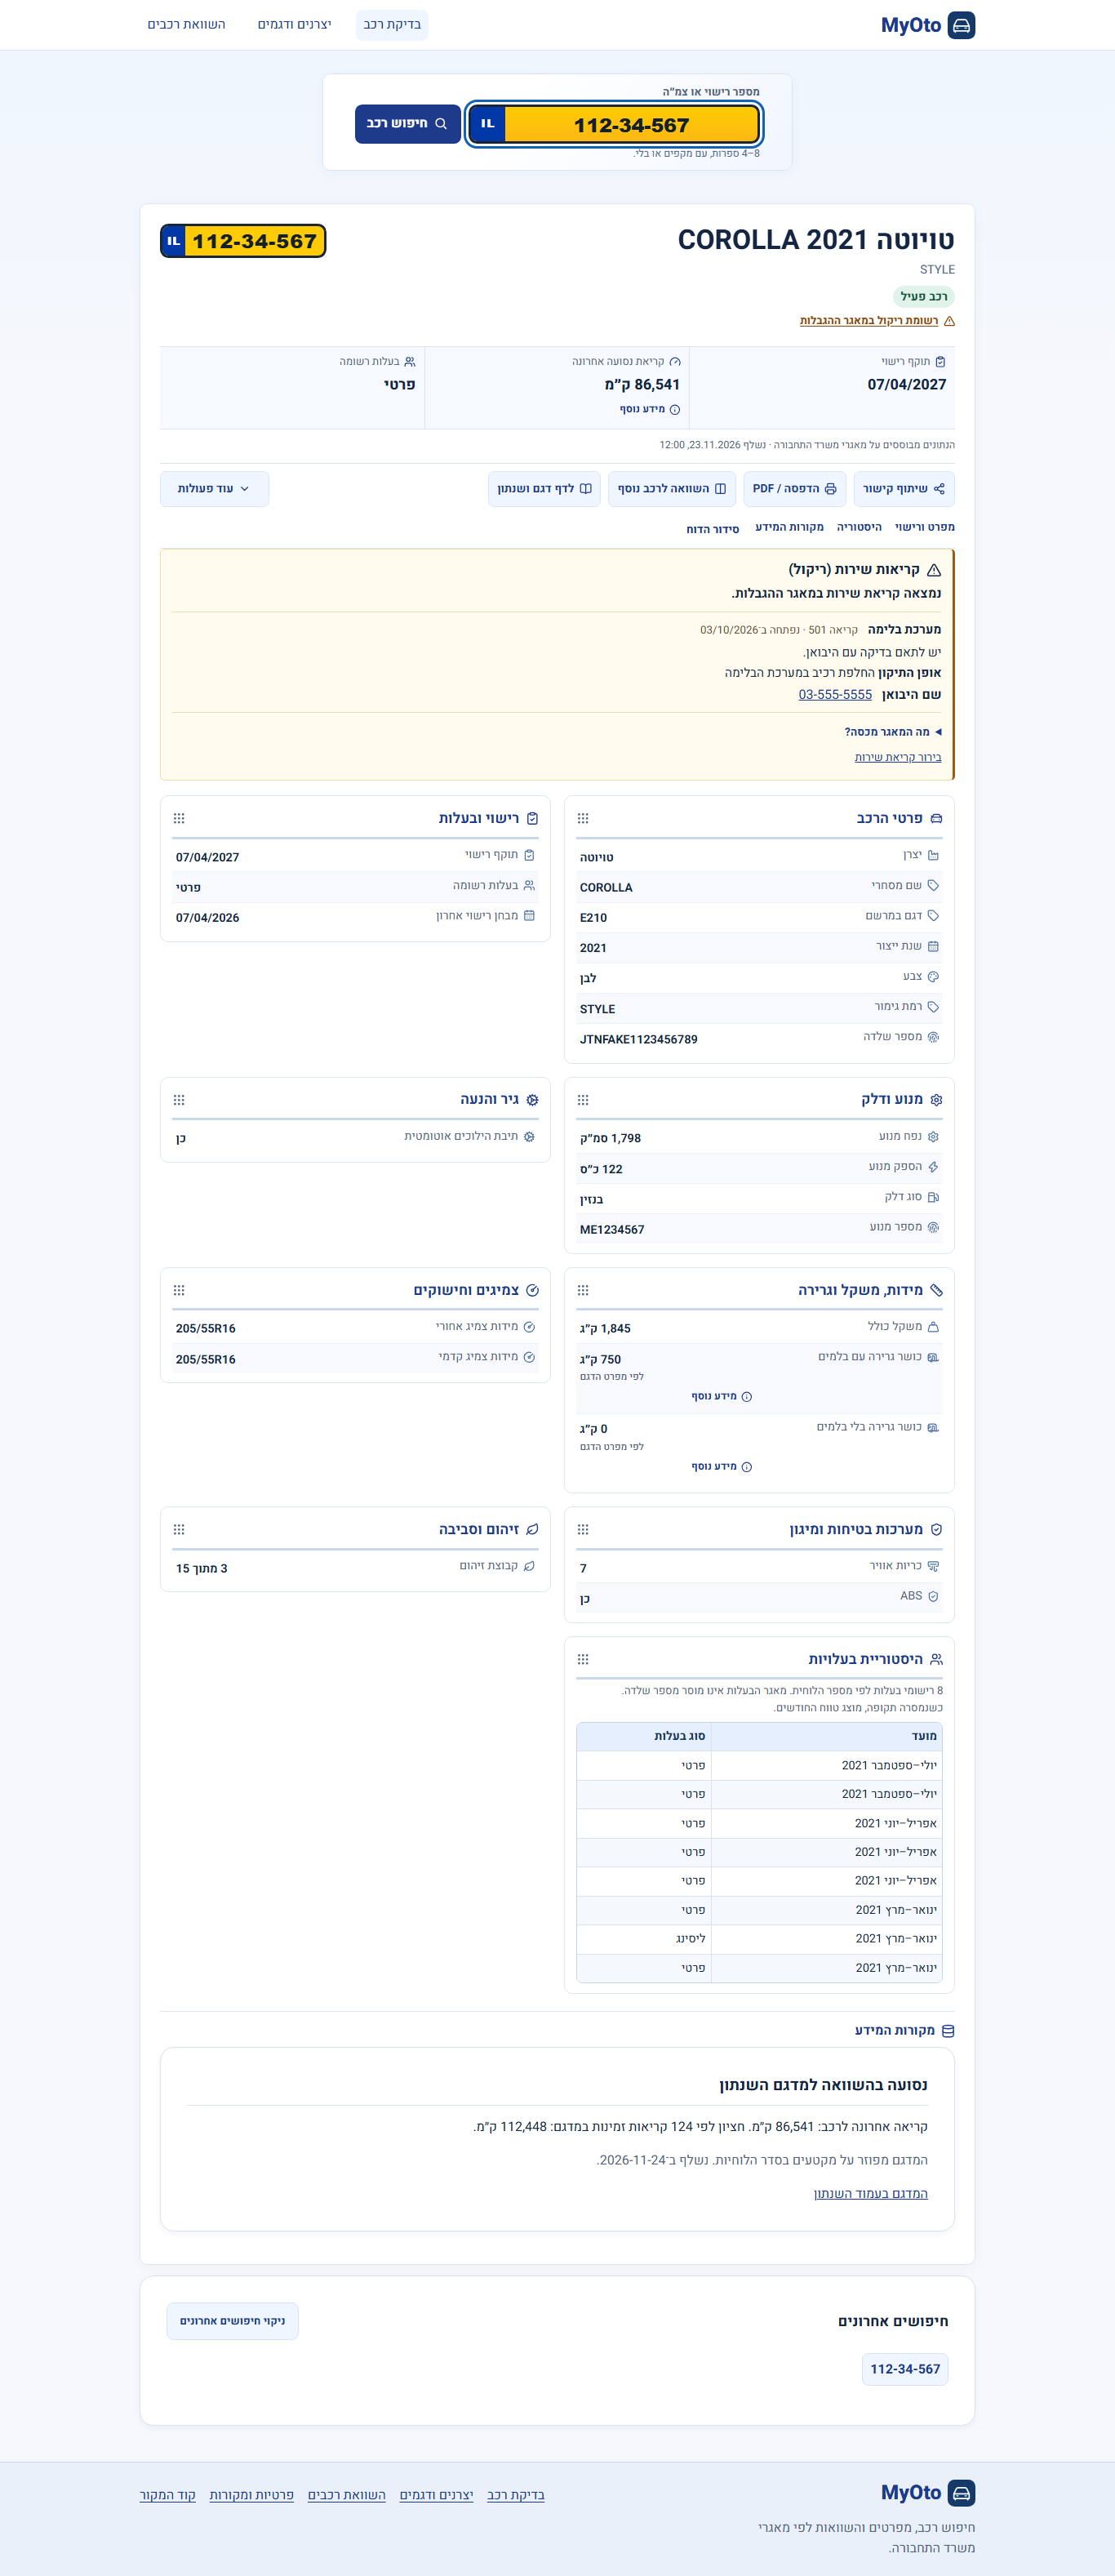 MyOto
בדיקת רכב
יצרנים ודגמים
השוואת רכבים
מספר רישוי או צמ״ה
112-34-567
IL
חיפוש רכב
4–8 ספרות, עם מקפים או בלי.
טויוטה COROLLA 2021
112-34-567
IL
STYLE
רכב פעיל
רשומת ריקול במאגר ההגבלות
תוקף רישוי
07/04/2027
קריאת נסועה אחרונה
86,541 ק״מ
מידע נוסף
בעלות רשומה
פרטי
הנתונים מבוססים על מאגרי משרד התחבורה · נשלף 23.11.2026, 12:00
שיתוף קישור
הדפסה / PDF
השוואה לרכב נוסף
לדף דגם ושנתון
עוד פעולות
מפרט ורישוי
היסטוריה
מקורות המידע
סידור הדוח
קריאות שירות (ריקול)
נמצאה קריאת שירות במאגר ההגבלות.
מערכת בלימה קריאה 501 · נפתחה ב־03/10/2026
יש לתאם בדיקה עם היבואן.
אופן התיקון החלפת רכיב במערכת הבלימה
שם היבואן 03-555-5555
מה המאגר מכסה?
בירור קריאת שירות
פרטי הרכב
יצרן טויוטה
שם מסחרי COROLLA
דגם במרשם E210
שנת ייצור 2021
צבע לבן
רמת גימור STYLE
מספר שלדה JTNFAKE1123456789
רישוי ובעלות
תוקף רישוי 07/04/2027
בעלות רשומה פרטי
מבחן רישוי אחרון 07/04/2026
מנוע ודלק
נפח מנוע 1,798 סמ״ק
הספק מנוע 122 כ״ס
סוג דלק בנזין
מספר מנוע ME1234567
גיר והנעה
תיבת הילוכים אוטומטית כן
מידות, משקל וגרירה
משקל כולל 1,845 ק״ג
כושר גרירה עם בלמים 750 ק״ג
לפי מפרט הדגם
מידע נוסף
כושר גרירה בלי בלמים 0 ק״ג
לפי מפרט הדגם
מידע נוסף
צמיגים וחישוקים
מידות צמיג אחורי 205/55R16
מידות צמיג קדמי 205/55R16
מערכות בטיחות ומיגון
כריות אוויר 7
ABS כן
זיהום וסביבה
קבוצת זיהום 3 מתוך 15
היסטוריית בעלויות
8 רישומי בעלות לפי מספר הלוחית. מאגר הבעלות אינו מוסר מספר שלדה.
כשנמסרה תקופה, מוצג טווח החודשים.
מועד סוג בעלות
יולי–ספטמבר 2021 פרטי
יולי–ספטמבר 2021 פרטי
אפריל–יוני 2021 פרטי
אפריל–יוני 2021 פרטי
אפריל–יוני 2021 פרטי
ינואר–מרץ 2021 פרטי
ינואר–מרץ 2021 ליסינג
ינואר–מרץ 2021 פרטי
מקורות המידע
נסועה בהשוואה למדגם השנתון
קריאה אחרונה לרכב: 86,541 ק״מ. חציון לפי 124 קריאות זמינות במדגם: 112,448 ק״מ.
המדגם מפוזר על מקטעים בסדר הלוחיות. נשלף ב־2026-11-24.
המדגם בעמוד השנתון
חיפושים אחרונים
ניקוי חיפושים אחרונים
112-34-567
MyOto
חיפוש רכב, מפרטים והשוואות לפי מאגרי
משרד התחבורה.
בדיקת רכב
יצרנים ודגמים
השוואת רכבים
פרטיות ומקורות
קוד המקור